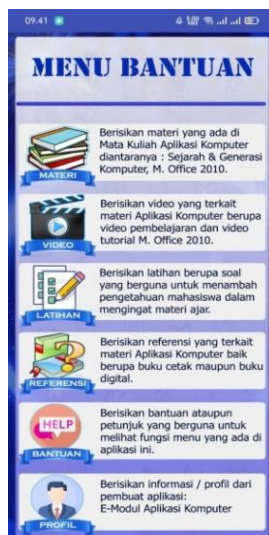 09.41
MENU BANTUAN
MATERI
Berisikan materi yang ada di
Mata Kuliah Aplikasi Komputer
diantaranya : Sejarah & Generasi
Komputer, M. Office 2010.
VIDEO
Berisikan video yang terkait
materi Aplikasi Komputer berupa
video pembelajaran dan video
tutorial M. Office 2010.
LATIHAN
Berisikan latihan berupa soal
yang berguna untuk menambah
pengetahuan mahasiswa dalam
mengingat materi ajar.
REFERENSI
Berisikan referensi yang terkait
materi Aplikasi Komputer baik
berupa buku cetak maupun buku
digital.
HELP
BANTUAN
Berisikan bantuan ataupun
petunjuk yang berguna untuk
melihat fungsi menu yang ada di
aplikasi ini.
PROFIL
Berisikan informasi / profil dari
pembuat aplikasi:
E-Modul Aplikasi Komputer